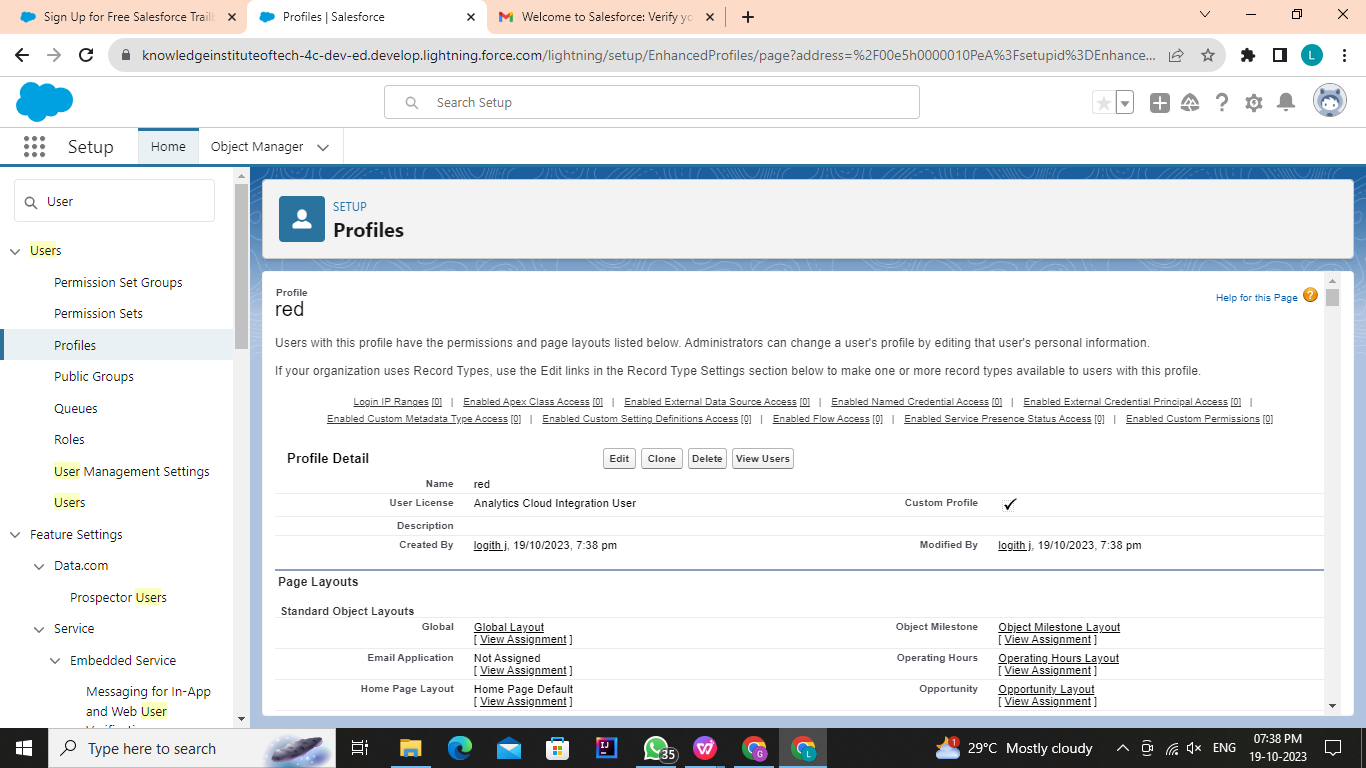 Sign Up for Free Salesforce Trailb
Profiles | Salesforce
Welcome to Salesforce: Verify yo
knowledgeinstituteoftech-4c-dev-ed.develop.lightning.force.com/lightning/setup/EnhancedProfiles/page?address=%2F00e5h0000010PeA%3Fsetupid%3DEnhance...
L
Search Setup
Setup
Home
Object Manager
User
Users
Permission Set Groups
Permission Sets
Profiles
Public Groups
Queues
Roles
User Management Settings
Users
Feature Settings
Data.com
Prospector Users
Service
Embedded Service
Messaging for In-App
and Web User
SETUP
Profiles
Profile
red
Help for this Page
Users with this profile have the permissions and page layouts listed below. Administrators can change a user's profile by editing that user's personal information.
If your organization uses Record Types, use the Edit links in the Record Type Settings section below to make one or more record types available to users with this profile.
Login IP Ranges [0] | Enabled Apex Class Access [0] | Enabled External Data Source Access [0] | Enabled Named Credential Access [0] | Enabled External Credential Principal Access [0] |
Enabled Custom Metadata Type Access [0] | Enabled Custom Setting Definitions Access [0] | Enabled Flow Access [0] | Enabled Service Presence Status Access [0] | Enabled Custom Permissions [0]
Profile Detail
Edit Clone Delete View Users
Name red
User License Analytics Cloud Integration User Custom Profile ✓
Description
Created By logith j, 19/10/2023, 7:38 pm Modified By logith j, 19/10/2023, 7:38 pm
Page Layouts
Standard Object Layouts
Global Global Layout Object Milestone Object Milestone Layout
[ View Assignment ] [ View Assignment ]
Email Application Not Assigned Operating Hours Operating Hours Layout
[ View Assignment ] [ View Assignment ]
Home Page Layout Home Page Default Opportunity Opportunity Layout
[ View Assignment ] [ View Assignment ]
Type here to search
35
G
L
29°C Mostly cloudy
ENG
07:38 PM
19-10-2023